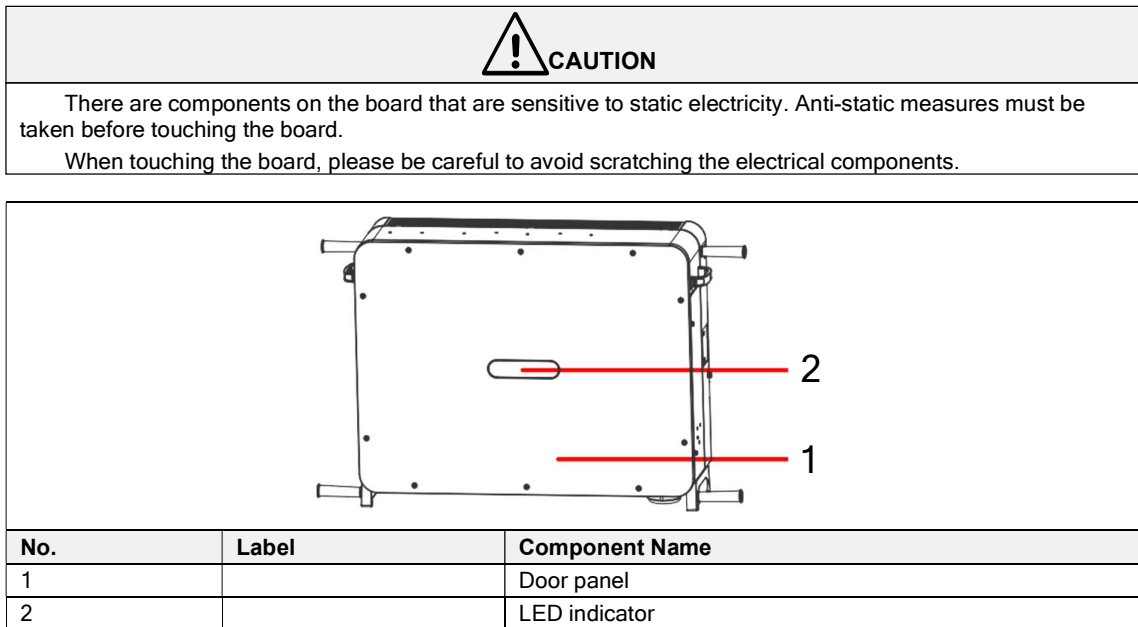 CAUTION
There are components on the board that are sensitive to static electricity. Anti-static measures must be
taken before touching the board.
When touching the board, please be careful to avoid scratching the electrical components.
2
1
No. Label Component Name
1 Door panel
2 LED indicator